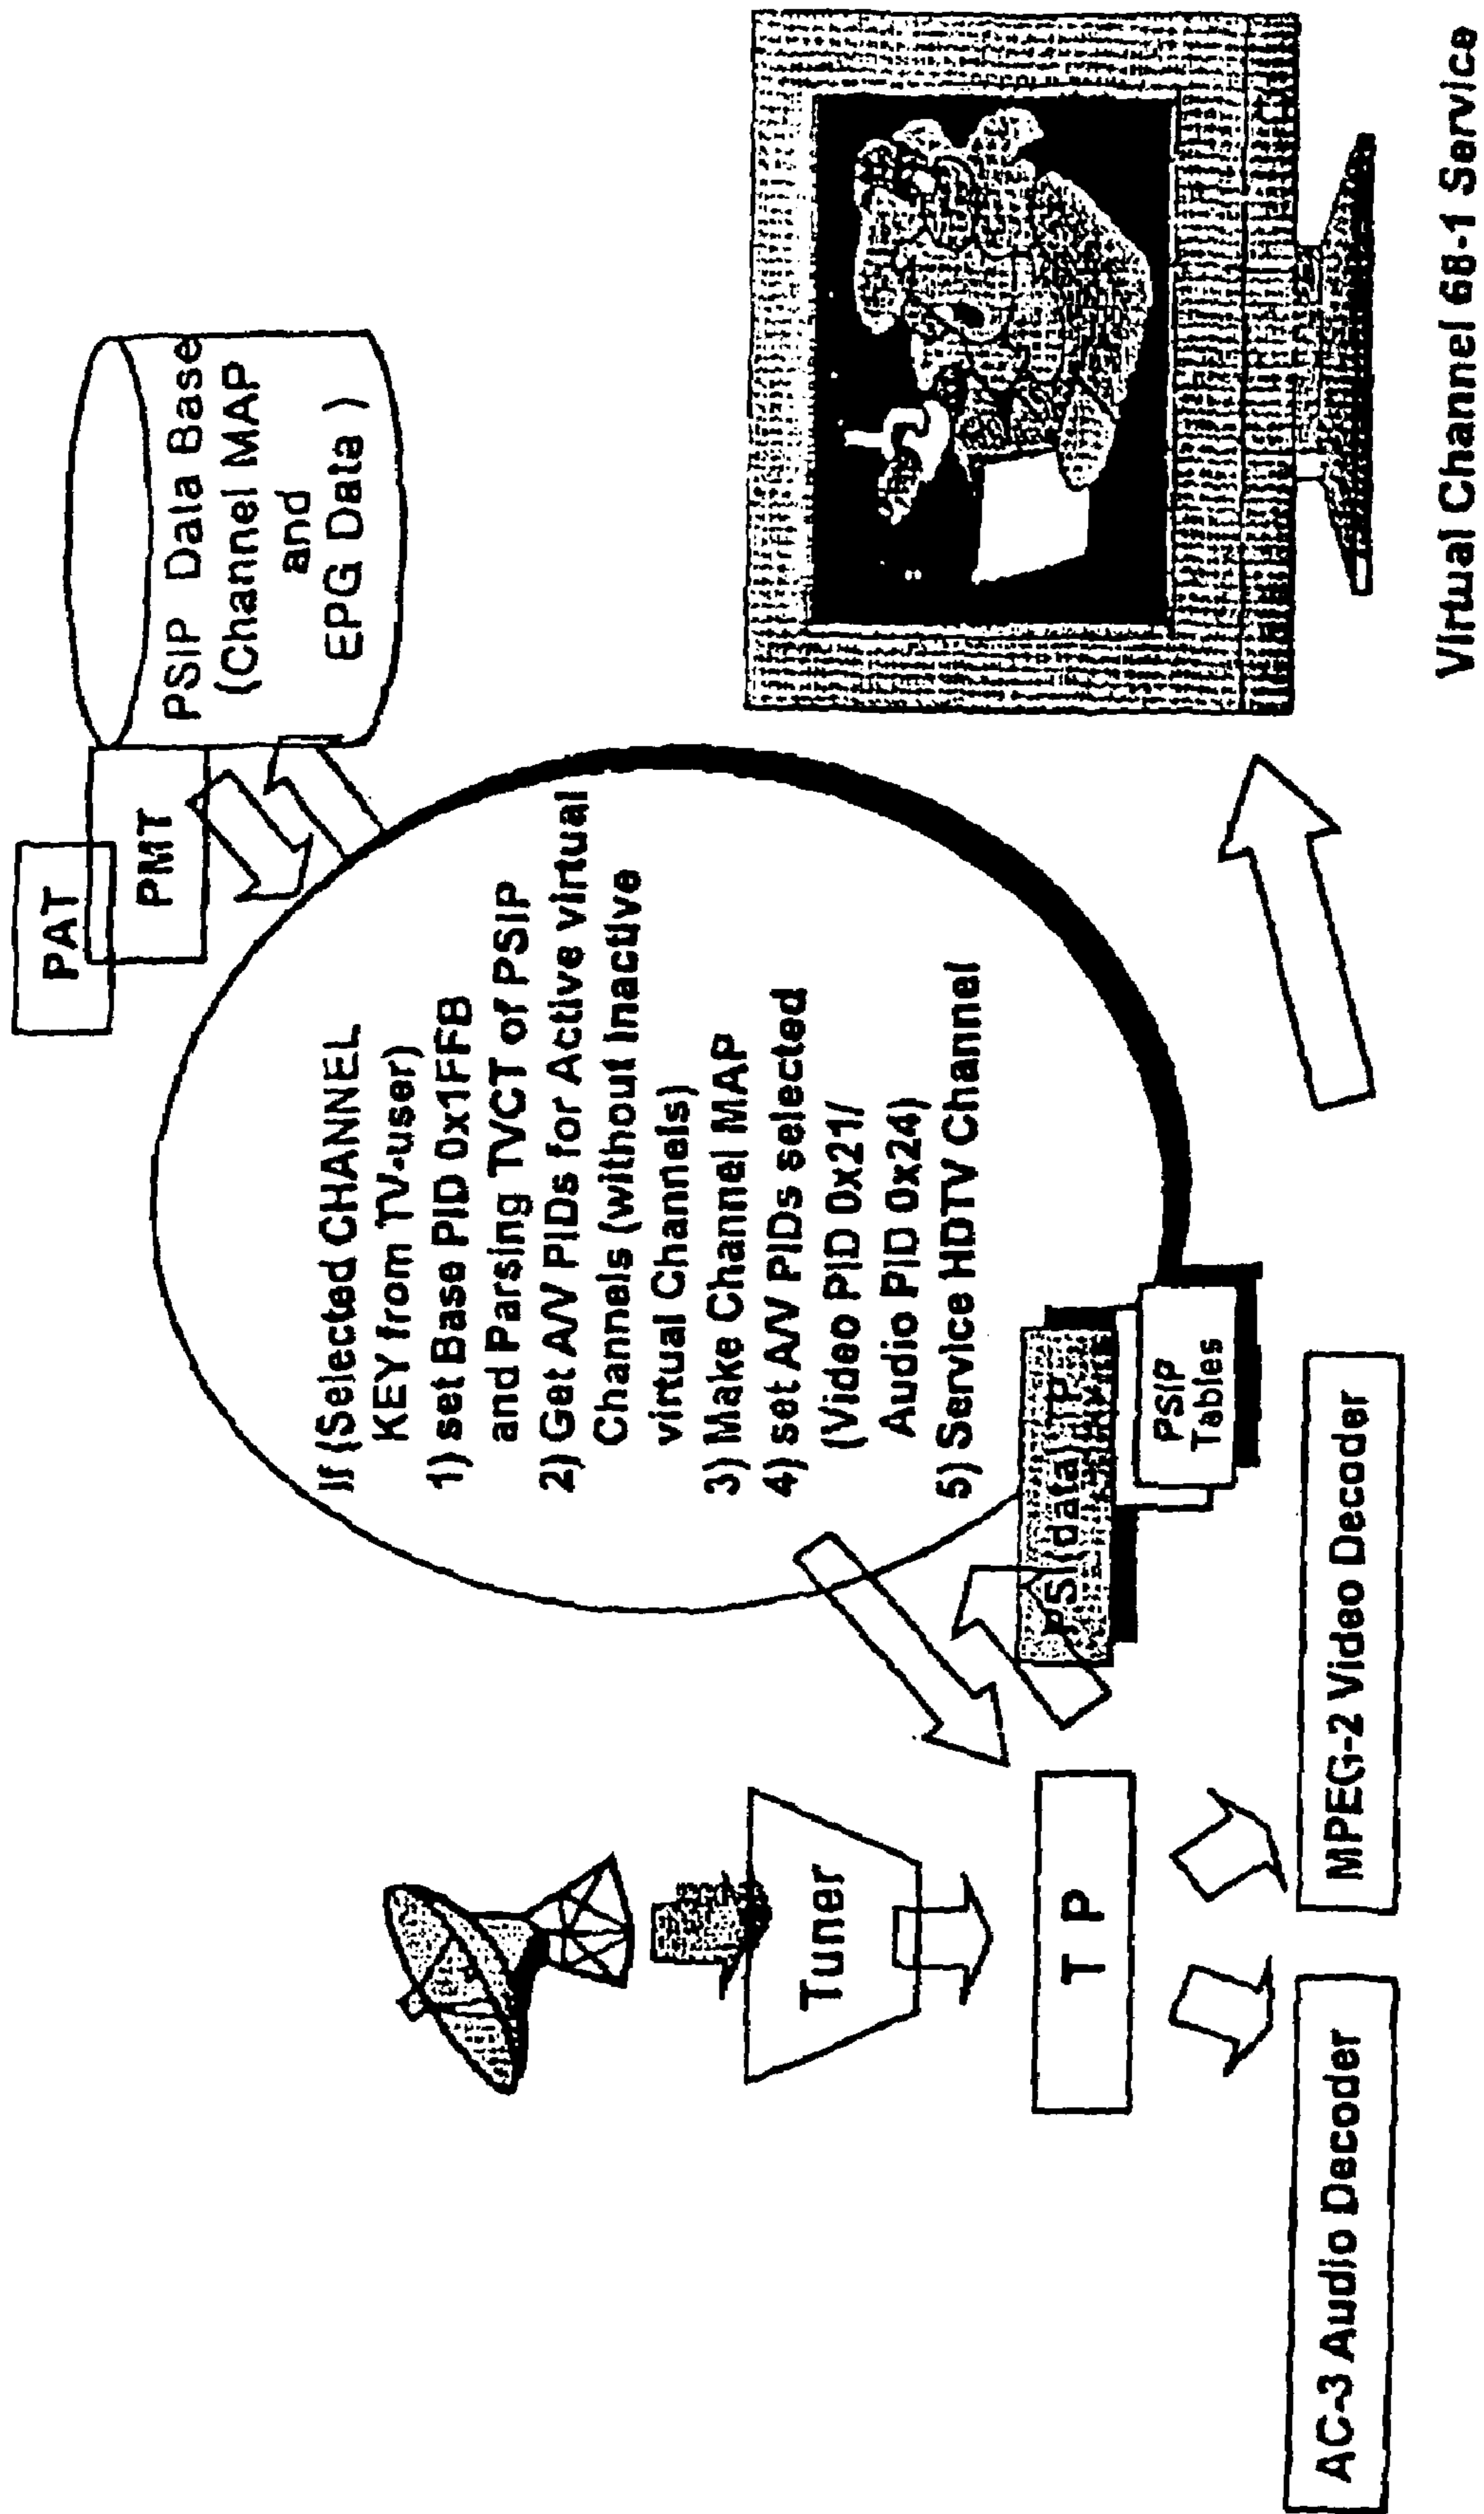 PAT
PMT
PSIP Data Base
(Channel MAP
and
EPG Data )
If (Selected CHANNEL
KEY from TV-user)
1) set Base PID 0x1FFB
and Parsing TVCT of PSIP
2) Get A/V PIDs for Active virtual
Channels (without Inactive
virtual Channels)
3) Make Channel MAP
4) set A/V PIDs selected
(Video PID 0x21/
Audio PID 0x24)
5) Service HDTV Channel
Tuner
T P
PSI data
PSIP
Tables
MPEG-2 Video Decoder
AC-3 Audio Decoder
Virtual Channel 68-1 Service